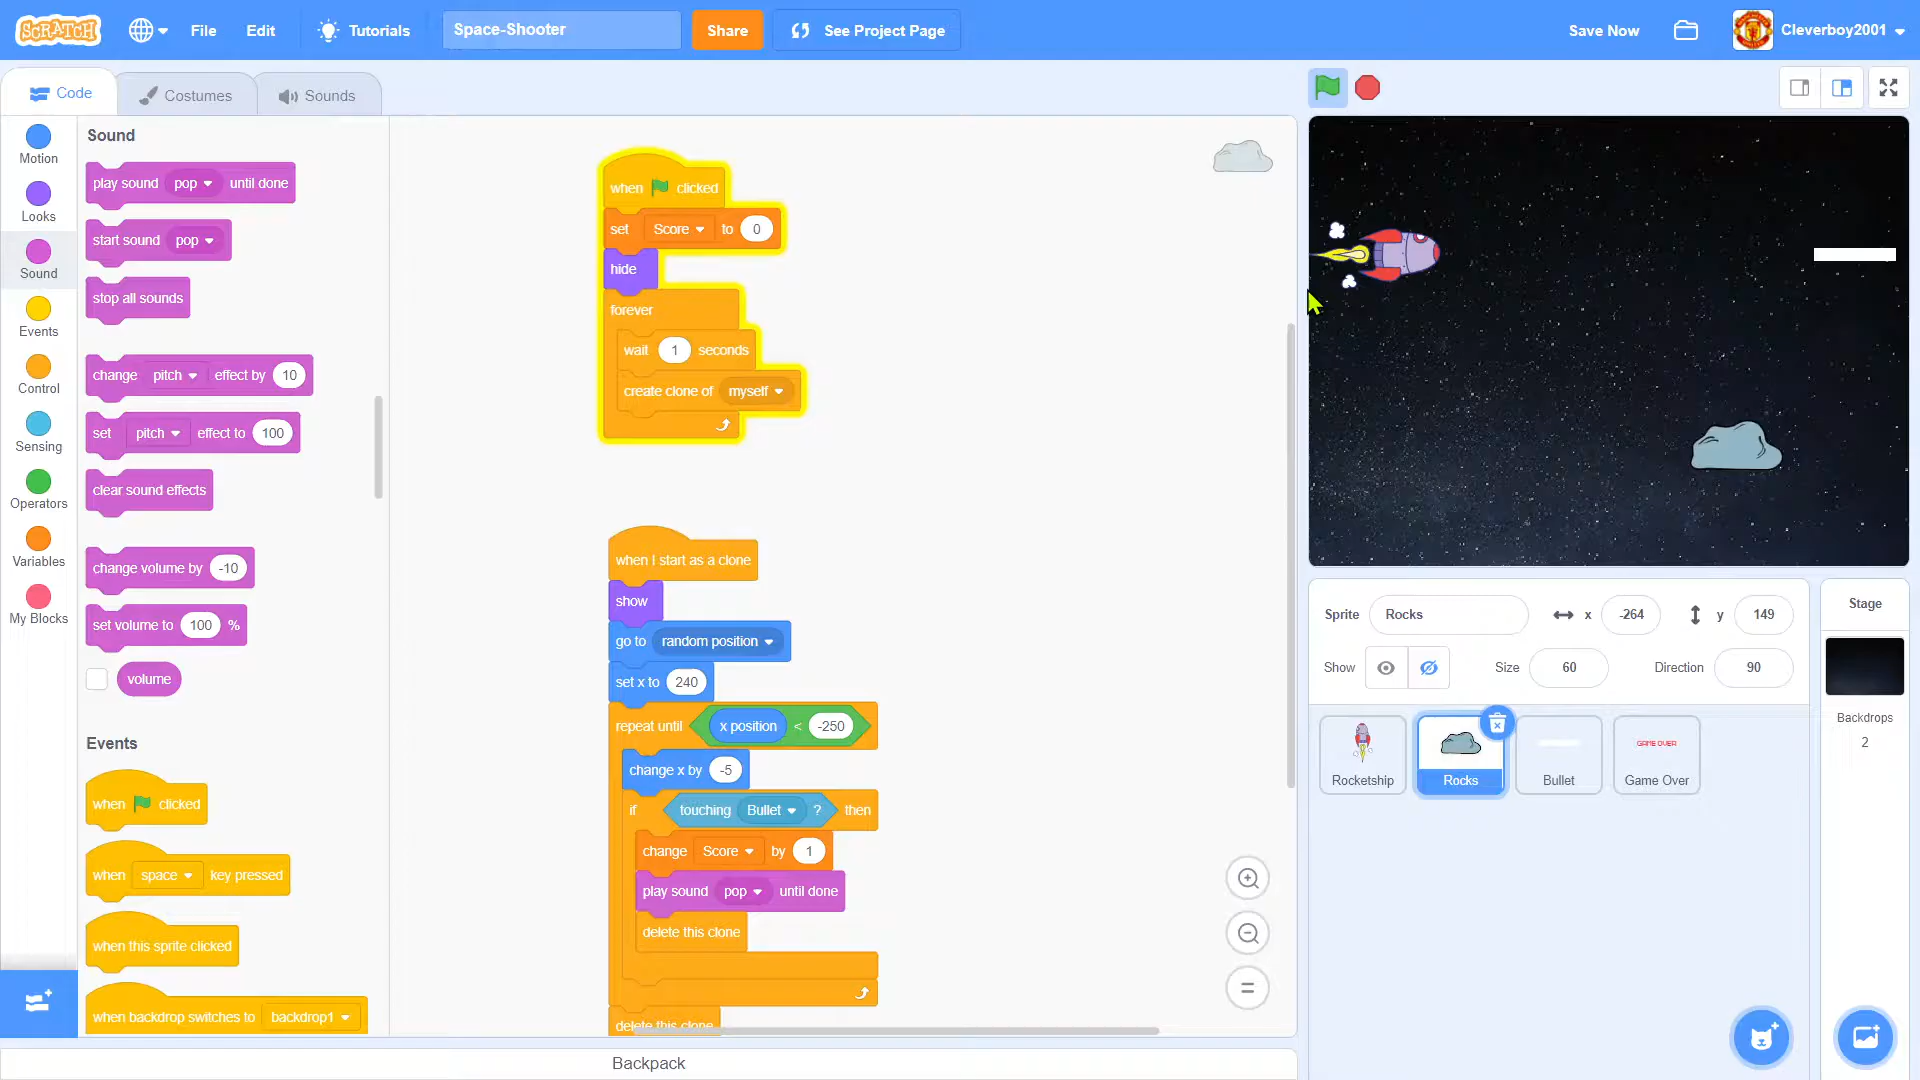 SCRATCH
File
Edit
Tutorials
Space-Shooter
Share
See Project Page
Save Now
Cleverboy2001
Code
Costumes
Sounds
Motion
Looks
Sound
Events
Control
Sensing
Operators
Variables
My Blocks
Sound
play sound pop until done
start sound pop
stop all sounds
change pitch effect by 10
set pitch effect to 100
clear sound effects
change volume by -10
set volume to 100 %
volume
Events
when clicked
when space key pressed
when this sprite clicked
when backdrop switches to backdrop1
when clicked
set Score to 0
hide
forever
wait 1 seconds
create clone of myself
when I start as a clone
show
go to random position
set x to 240
repeat until x position < -250
change x by -5
if touching Bullet ? then
change Score by 1
play sound pop until done
delete this clone
delete this clone
Backpack
Sprite Rocks x -264 y 149
Show Size 60 Direction 90
Rocketship
Rocks
Bullet
GAME OVER
Game Over
Stage
Backdrops
2